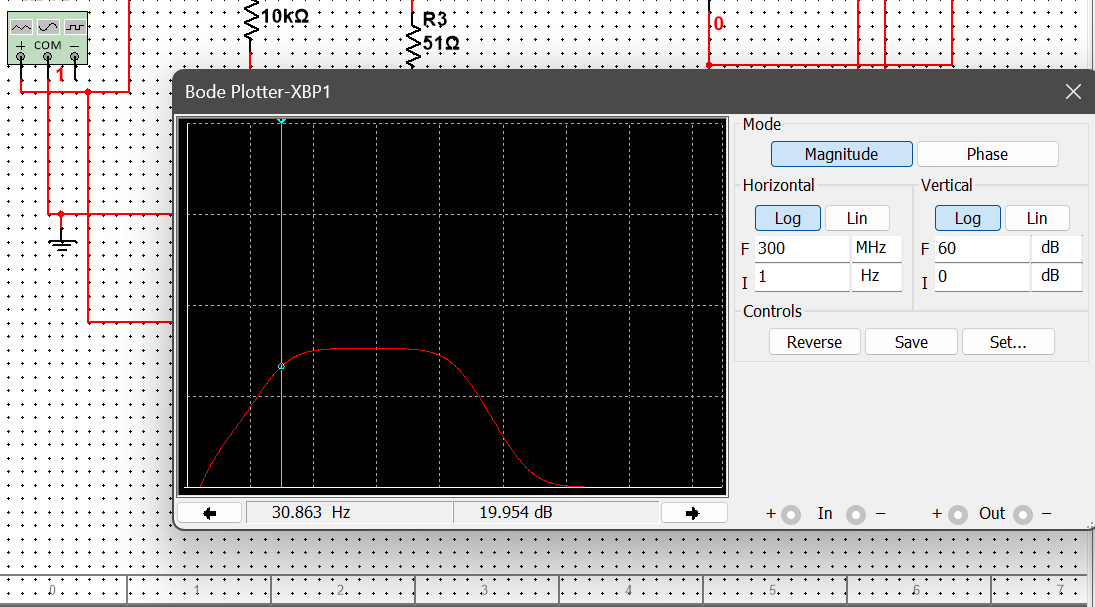 10kΩ
R3
51Ω
0
+ COM −
1
Bode Plotter-XBP1
Mode
Magnitude Phase
Horizontal Vertical
Log Lin Log Lin
F 300 MHz F 60 dB
I 1 Hz I 0 dB
Controls
Reverse Save Set...
30.863 Hz 19.954 dB
+ In − + Out −
0 1 2 3 4 5 6 7